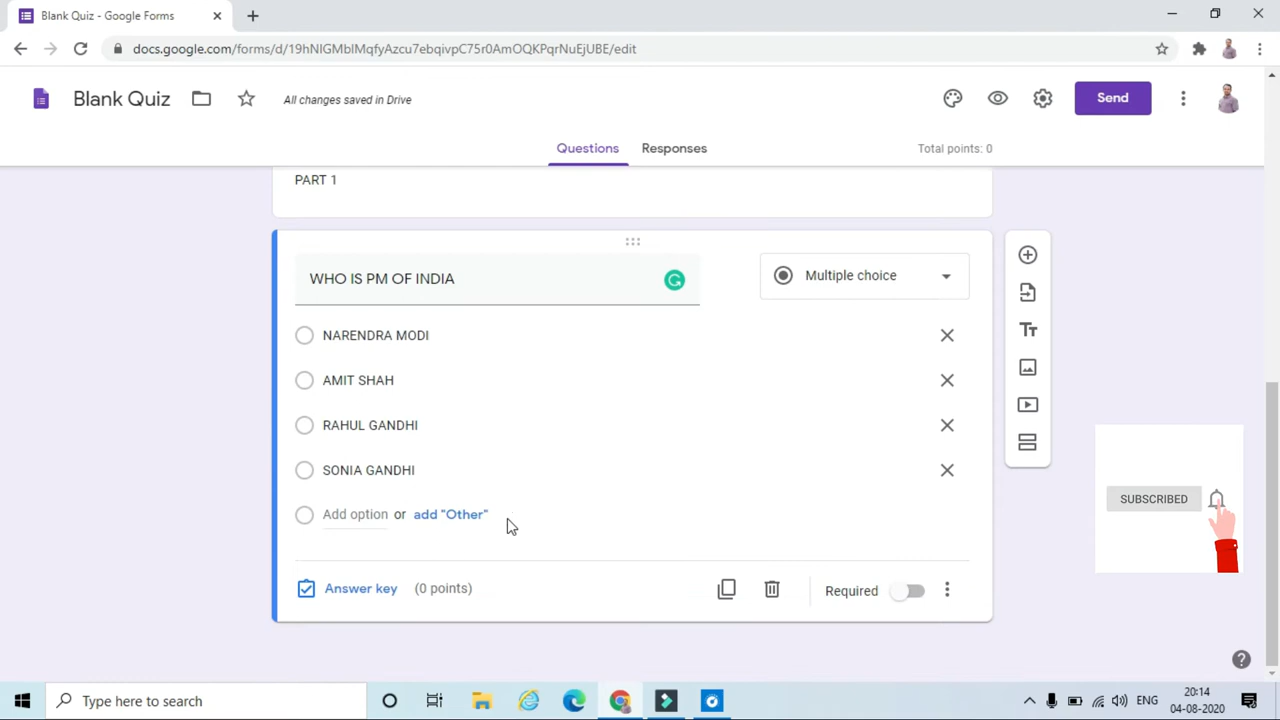 Blank Quiz - Google Forms
docs.google.com/forms/d/19hNIGMblMqfyAzcu7ebqivpC75r0AmOQKPqrNuEjUBE/edit
Blank Quiz
All changes saved in Drive
Send
Questions
Responses
Total points: 0
PART 1
WHO IS PM OF INDIA
Multiple choice
NARENDRA MODI
AMIT SHAH
RAHUL GANDHI
SONIA GANDHI
Add option or add "Other"
SUBSCRIBED
Answer key (0 points)
Required
Type here to search
ENG
20:14
04-08-2020